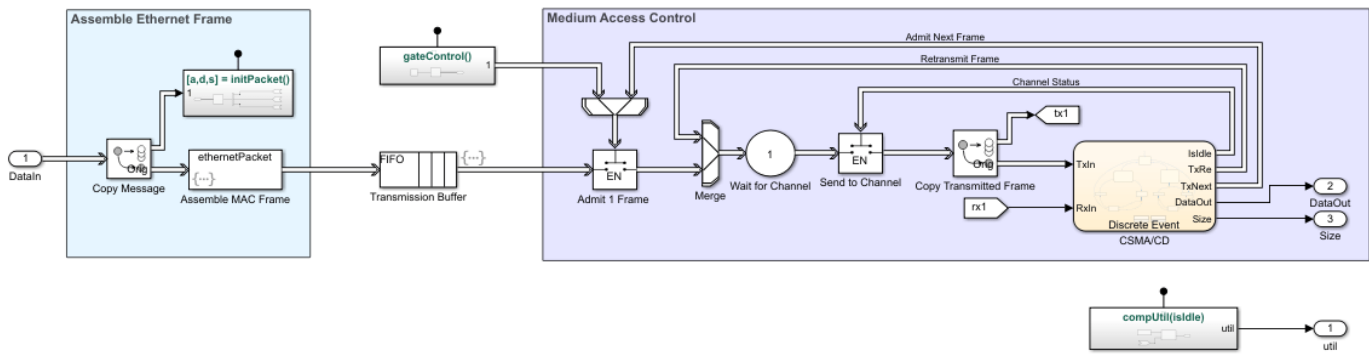 Assemble Ethernet Frame
[a,d,s] = initPacket()
1
1
DataIn
Orig
Copy Message
ethernetPacket
{...}
Assemble MAC Frame
gateControl()
1
FIFO
{...}
Transmission Buffer
Medium Access Control
Admit Next Frame
Retransmit Frame
Channel Status
EN
Admit 1 Frame
Merge
1
Wait for Channel
EN
Send to Channel
Orig
Copy Transmitted Frame
tx1
rx1
TxIn
RxIn
IsIdle
TxRe
TxNext
DataOut
Size
Discrete Event
CSMA/CD
2
DataOut
3
Size
compUtil(isIdle)
util
1
util